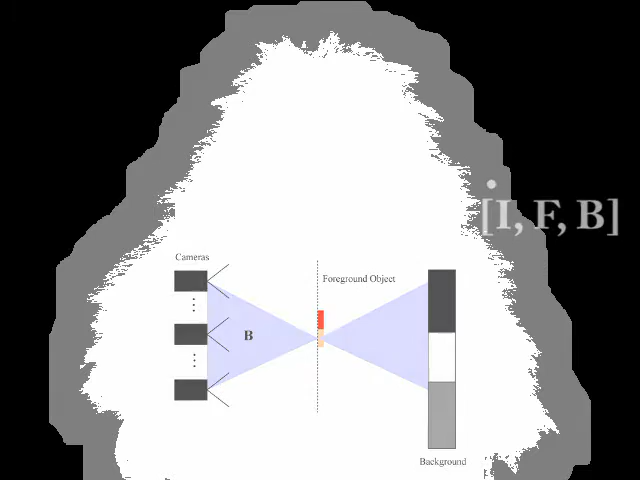 [I, F, B]
Cameras
Foreground Object
B
Background